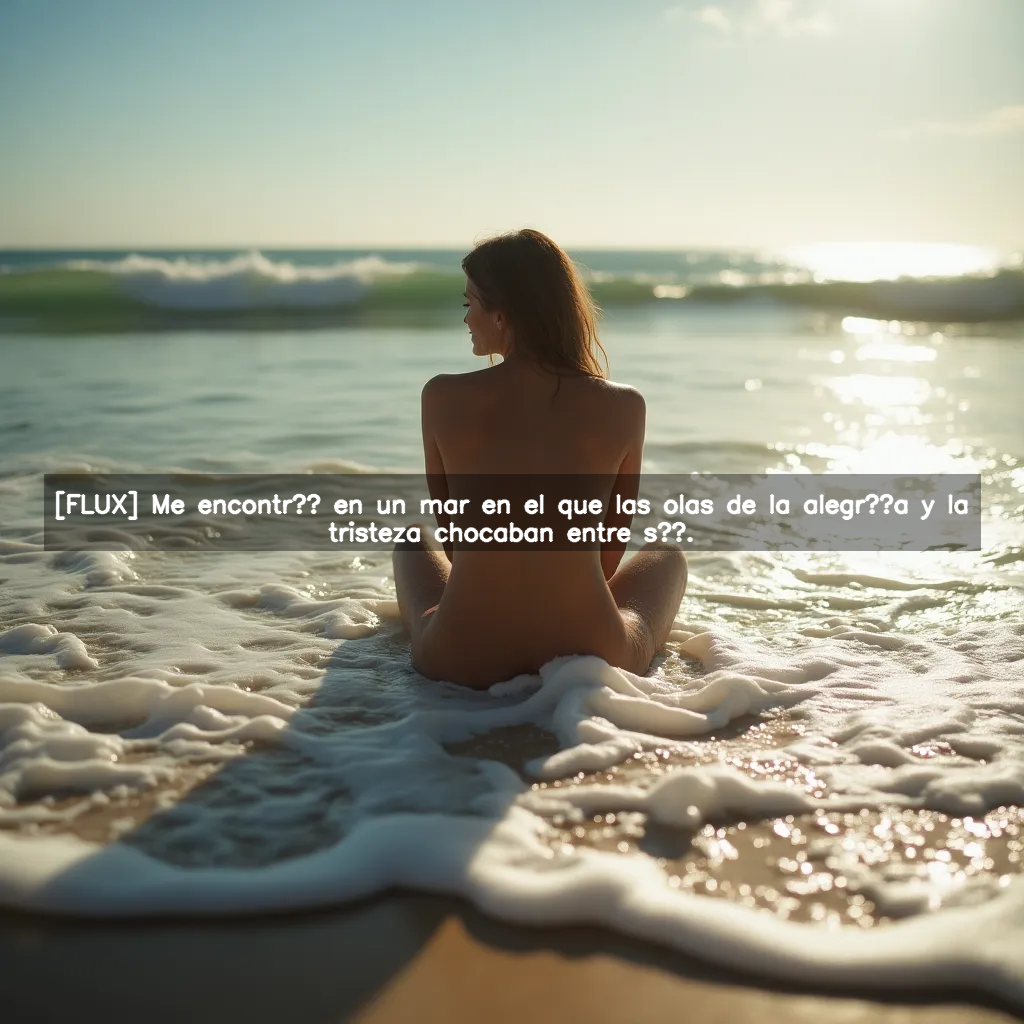 [FLUX] Me encontr?? en un mar en el que las olas de la alegr??a y la
tristeza chocaban entre s??.